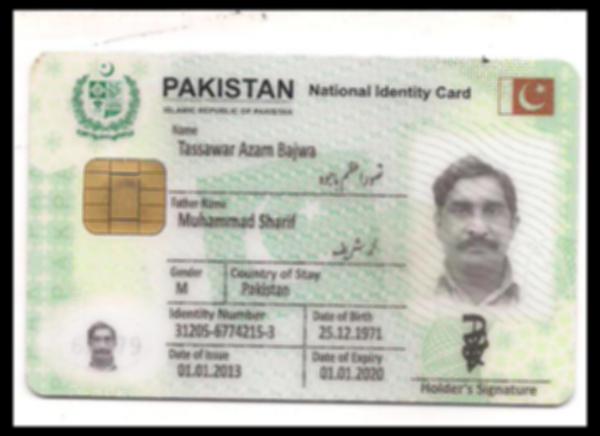 PAKISTAN National Identity Card
ISLAMIC REPUBLIC OF PAKISTAN
Name
Tassawar Azam Bajwa
تصور اعظم باجوہ
Father Name
Muhammad Sharif
محمد شریف
Gender Country of Stay
M Pakistan
Identity Number Date of Birth
31205-6774215-3 25.12.1971
Date of Issue Date of Expiry
01.01.2013 01.01.2020
Holder's Signature